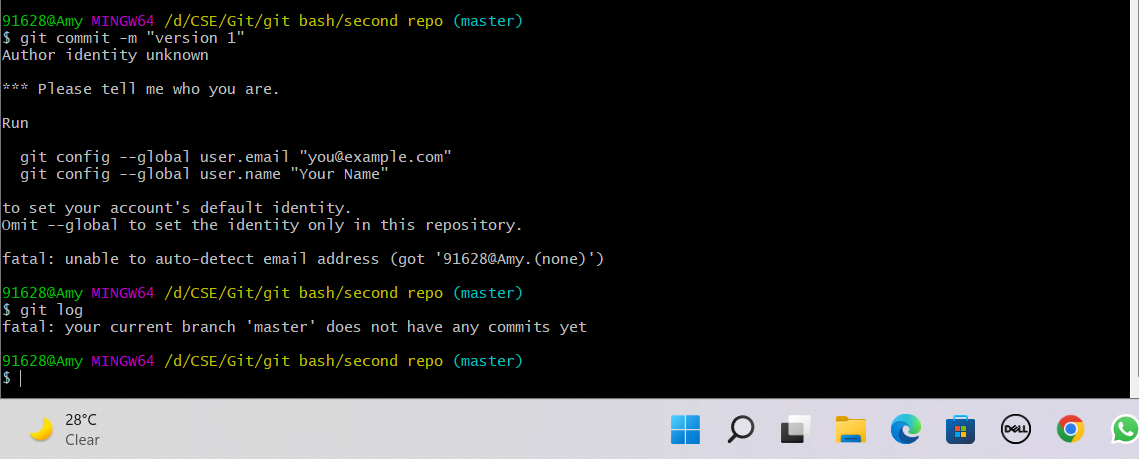 91628@Amy MINGW64 /d/CSE/Git/git bash/second repo (master)
$ git commit -m "version 1"
Author identity unknown
*** Please tell me who you are.
Run
git config --global user.email "you@example.com"
git config --global user.name "Your Name"
to set your account's default identity.
Omit --global to set the identity only in this repository.
fatal: unable to auto-detect email address (got '91628@Amy.(none)')
91628@Amy MINGW64 /d/CSE/Git/git bash/second repo (master)
$ git log
fatal: your current branch 'master' does not have any commits yet
91628@Amy MINGW64 /d/CSE/Git/git bash/second repo (master)
$
28°C
Clear
DELL